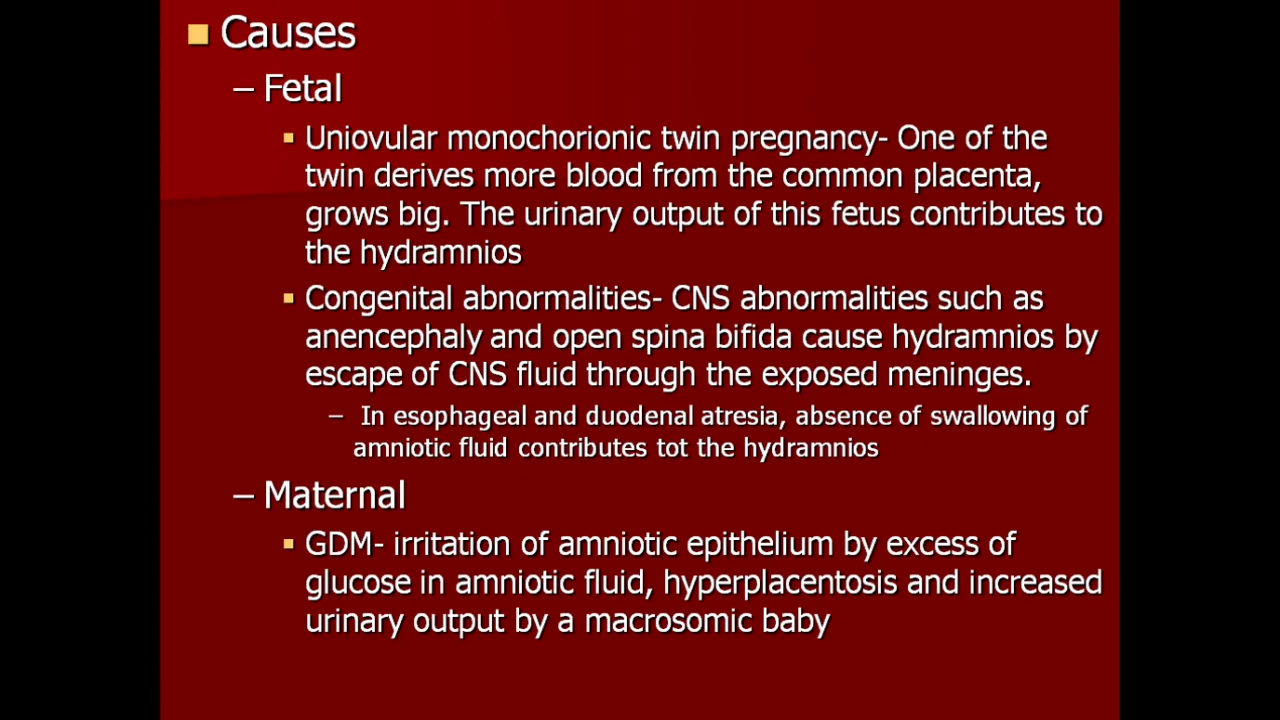 Causes
– Fetal
Uniovular monochorionic twin pregnancy- One of the
twin derives more blood from the common placenta,
grows big. The urinary output of this fetus contributes to
the hydramnios
Congenital abnormalities- CNS abnormalities such as
anencephaly and open spina bifida cause hydramnios by
escape of CNS fluid through the exposed meninges.
– In esophageal and duodenal atresia, absence of swallowing of
amniotic fluid contributes tot the hydramnios
– Maternal
GDM- irritation of amniotic epithelium by excess of
glucose in amniotic fluid, hyperplacentosis and increased
urinary output by a macrosomic baby